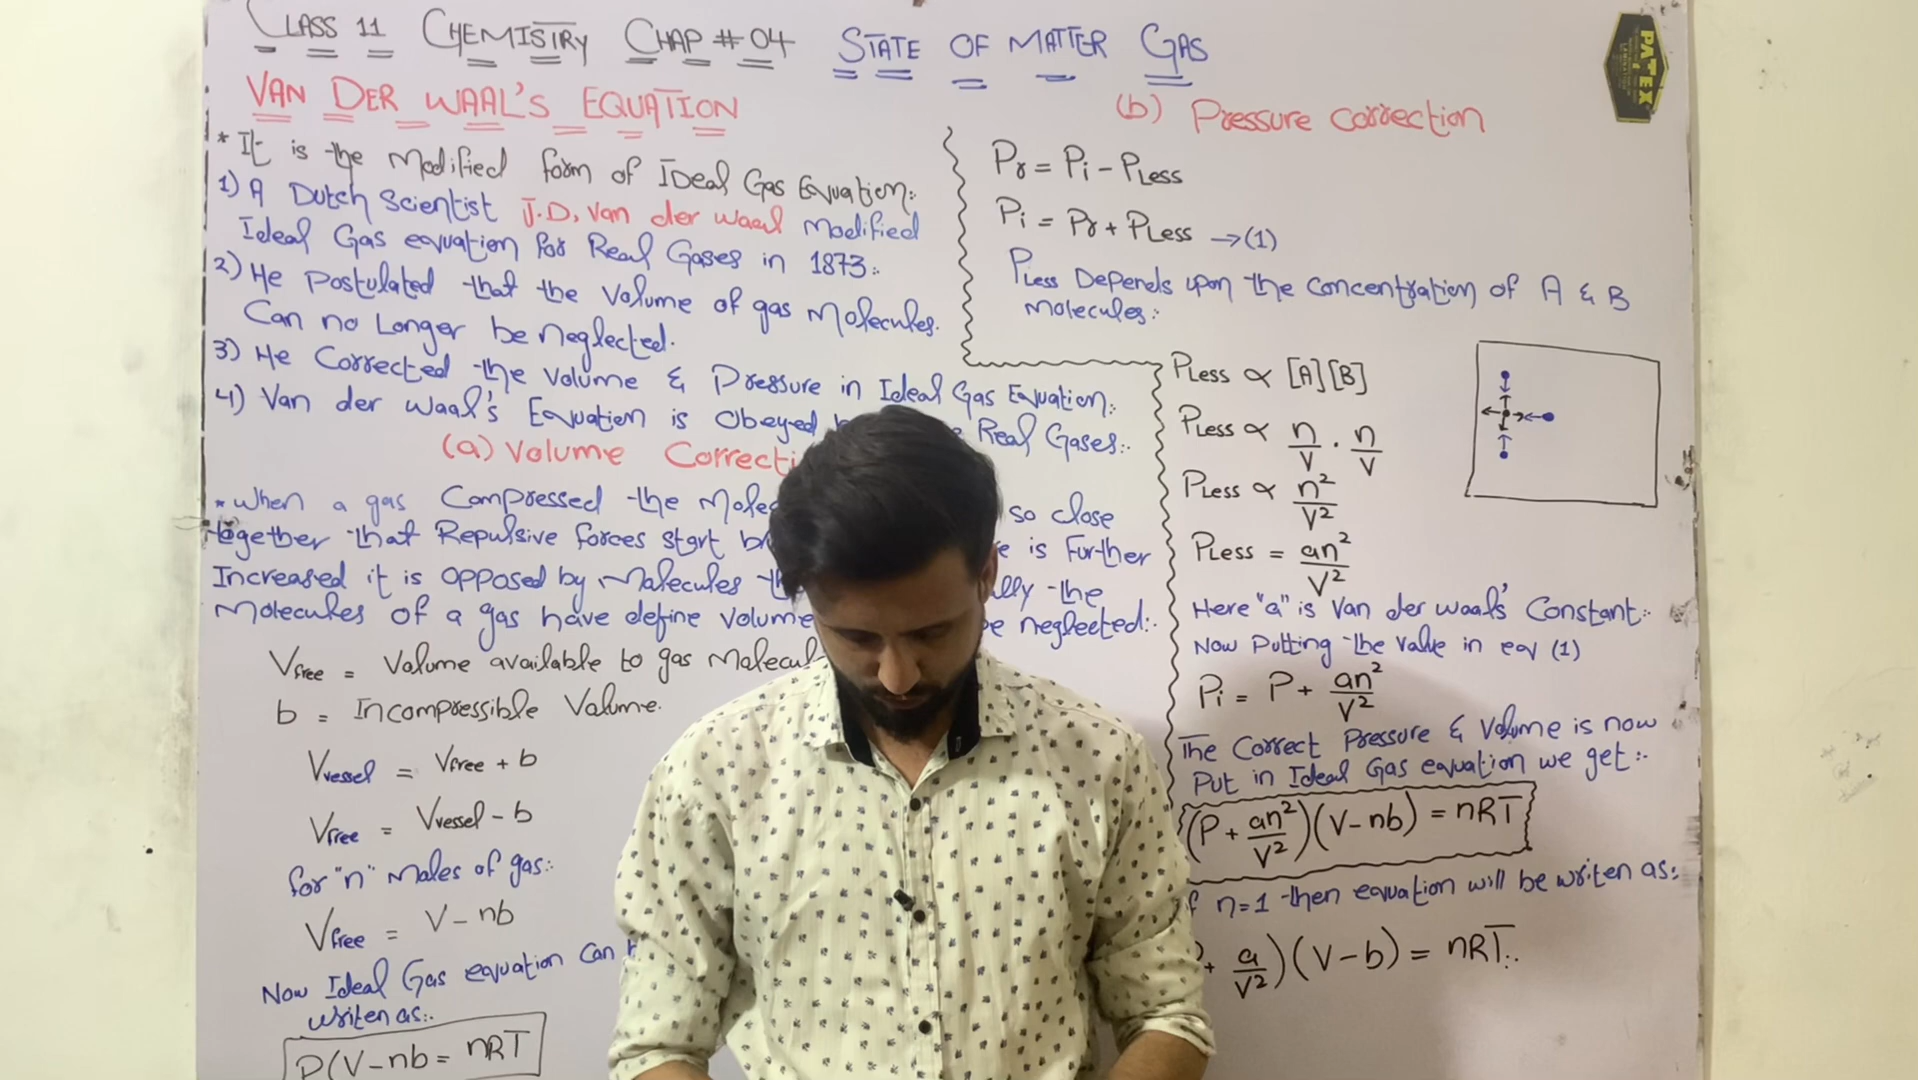 CLASS 11 CHEMISTRY CHAP # 04 STATE OF MATTER GAS
VAN DER WAAL'S EQUATION
* It is the Modified form of IDeal Gas Equation:
1) A Dutch Scientist J.D. Van der waal Modified
Ideal Gas equation for Real Gases in 1873:
2) He Postulated that the Volume of gas Molecules
Can no Longer be neglected.
3) He Corrected the Volume & Pressure in Ideal Gas Equation:
4) Van der waal's Equation is Obeyed Real Gases:
(a) Volume Correcti
* When a gas Compressed the Molec so close
together that Repulsive forces start is Further
Increased it is opposed by Molecules the
Molecules of a gas have define volume neglected:
Vfree = Volume available to gas Molecul
b = Incompressible Volume.
Vvessel = Vfree + b
Vfree = Vvessel - b
for "n" Moles of gas:
Vfree = V - nb
Now Ideal Gas equation can
writen as:
P(V-nb = nRT
(b) Pressure correction
Pr = Pi - PLess
Pi = Pr + PLess → (1)
PLess Depends upon the concentration of A & B
molecules:
PLess ∝ [A][B]
PLess ∝ n/V . n/V
PLess ∝ n²/V²
PLess = an²/V²
Here "a" is Van der waal's Constant:
Now Putting the value in eq (1)
Pi = P + an²/V²
The Correct Pressure & Volume is now
Put in Ideal Gas equation we get:
(P + an²/V²)(V-nb) = nRT
f n=1 then equation will be writen as:
+ a/V²)(V-b) = nRT.
PATEX